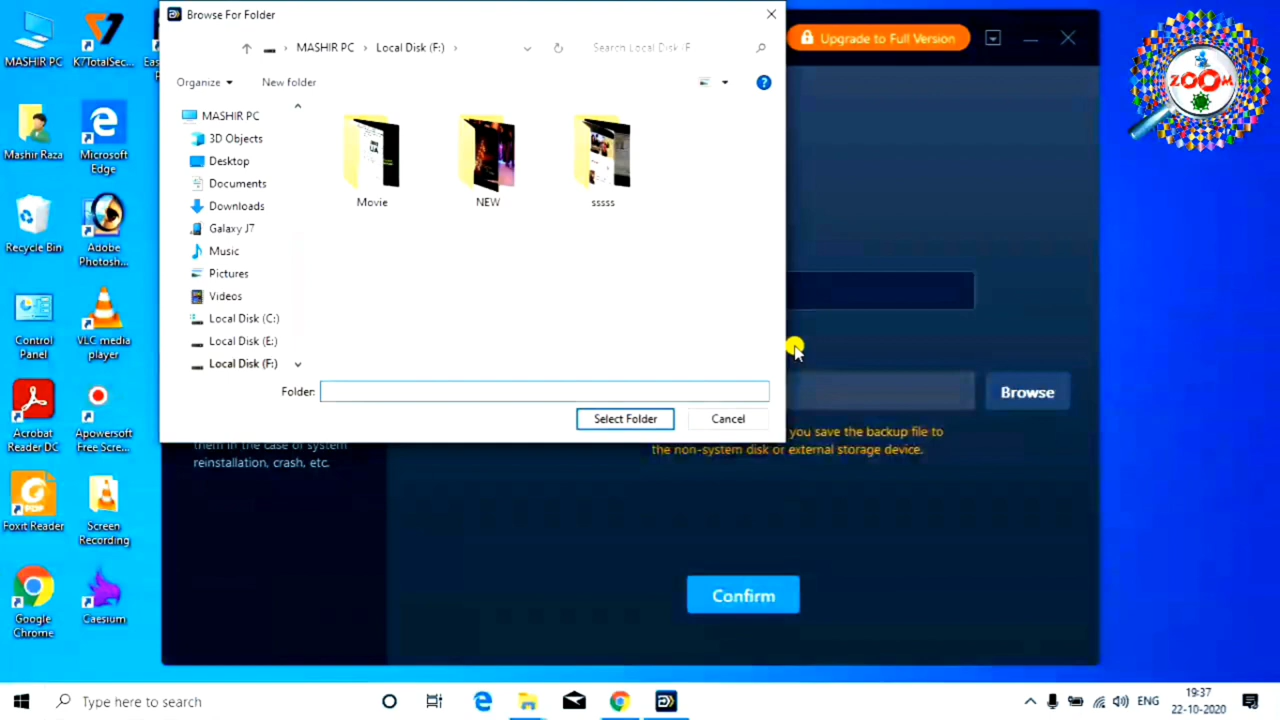 MASHIR PC
K7TotalSec...
Mashir Raza
Microsoft
Edge
Recycle Bin
Adobe
Photosh...
Control
Panel
VLC media
player
Acrobat
Reader DC
Apowersoft
Free Scre...
Foxit Reader
Screen
Recording
Google
Chrome
Caesium
Browse For Folder
MASHIR PC
Local Disk (F:)
Search Local Disk (F
Organize
New folder
MASHIR PC
3D Objects
Desktop
Documents
Downloads
Galaxy J7
Music
Pictures
Videos
Local Disk (C:)
Local Disk (E:)
Local Disk (F:)
Movie
NEW
sssss
Folder:
Select Folder
Cancel
Upgrade to Full Version
Browse
you save the backup file to
the non-system disk or external storage device.
them in the case of system
reinstallation, crash, etc.
Confirm
ZOOM
Type here to search
ENG
19:37
22-10-2020